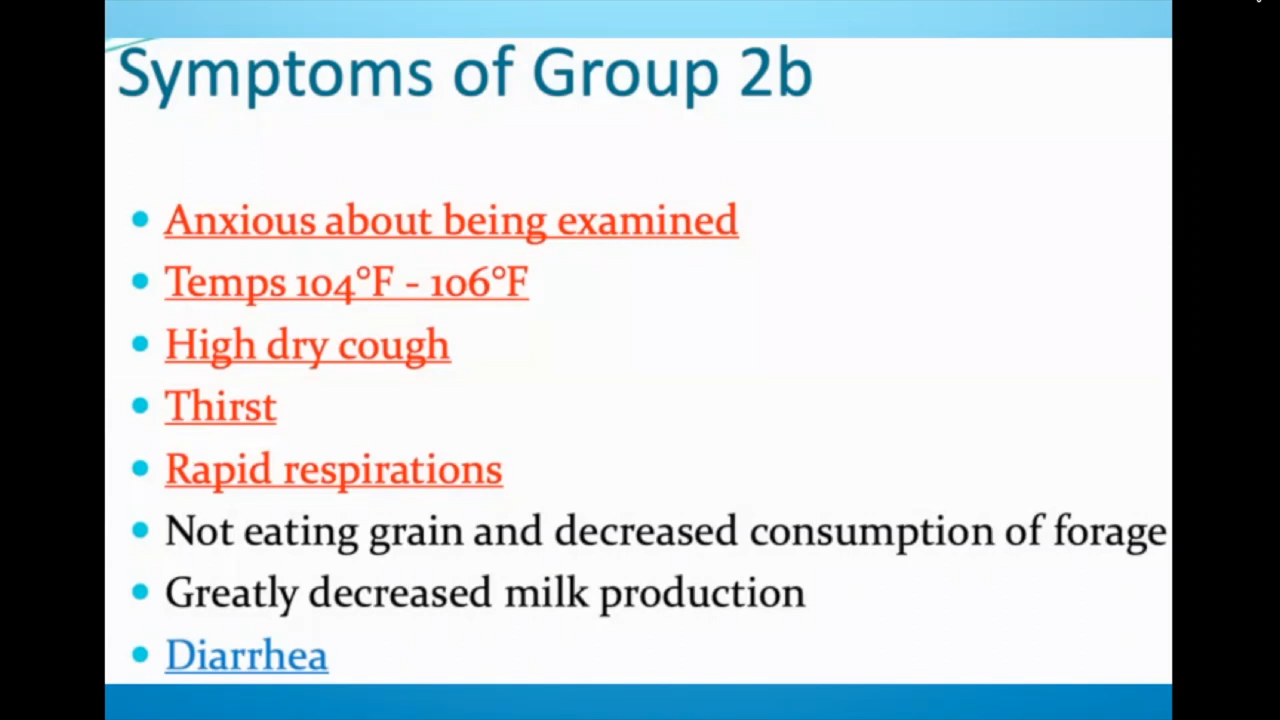 Symptoms of Group 2b
• Anxious about being examined
• Temps 104°F - 106°F
• High dry cough
• Thirst
• Rapid respirations
• Not eating grain and decreased consumption of forage
• Greatly decreased milk production
• Diarrhea